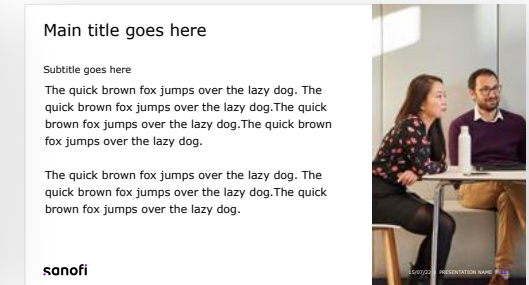 Main title goes here
Subtitle goes here
The quick brown fox jumps over the lazy dog. The
quick brown fox jumps over the lazy dog.The quick
brown fox jumps over the lazy dog.The quick brown
fox jumps over the lazy dog.
The quick brown fox jumps over the lazy dog. The
quick brown fox jumps over the lazy dog.The quick
brown fox jumps over the lazy dog.
sanofi
15/07/22 PRESENTATION NAME